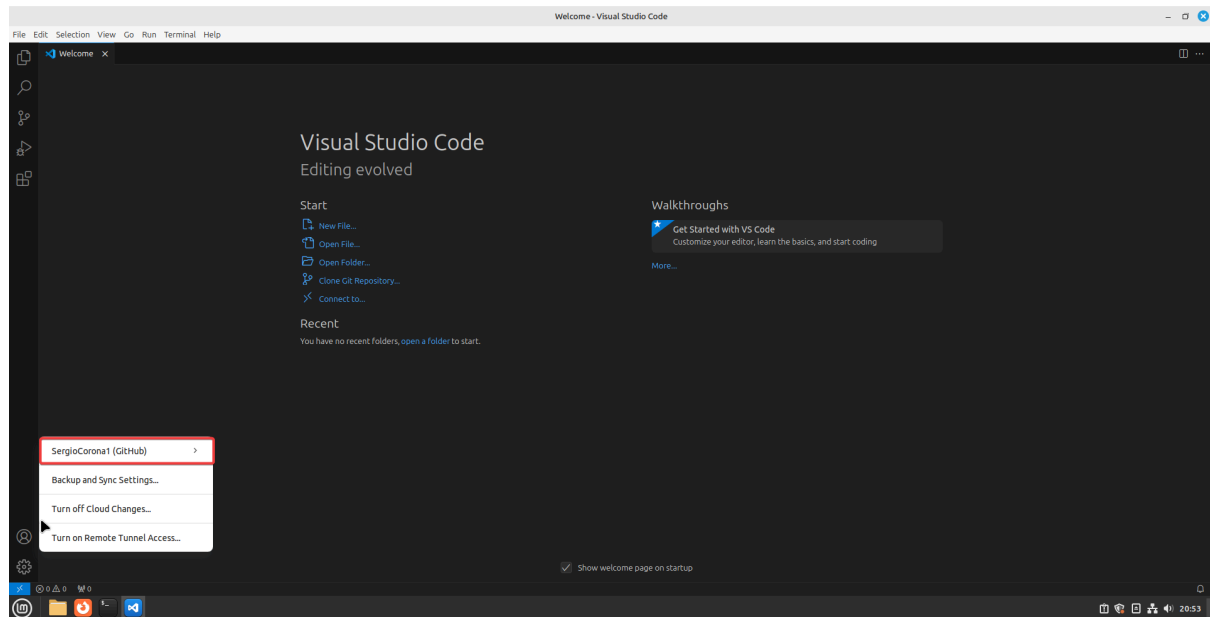 Welcome - Visual Studio Code
File Edit Selection View Go Run Terminal Help
Welcome
Visual Studio Code
Editing evolved
Start
New File...
Open File...
Open Folder...
Clone Git Repository...
Connect to...
Recent
You have no recent folders, open a folder to start.
Walkthroughs
Get Started with VS Code
Customize your editor, learn the basics, and start coding
More...
SergioCorona1 (GitHub)
Backup and Sync Settings...
Turn off Cloud Changes...
Turn on Remote Tunnel Access...
Show welcome page on startup
0 0 0
20:53